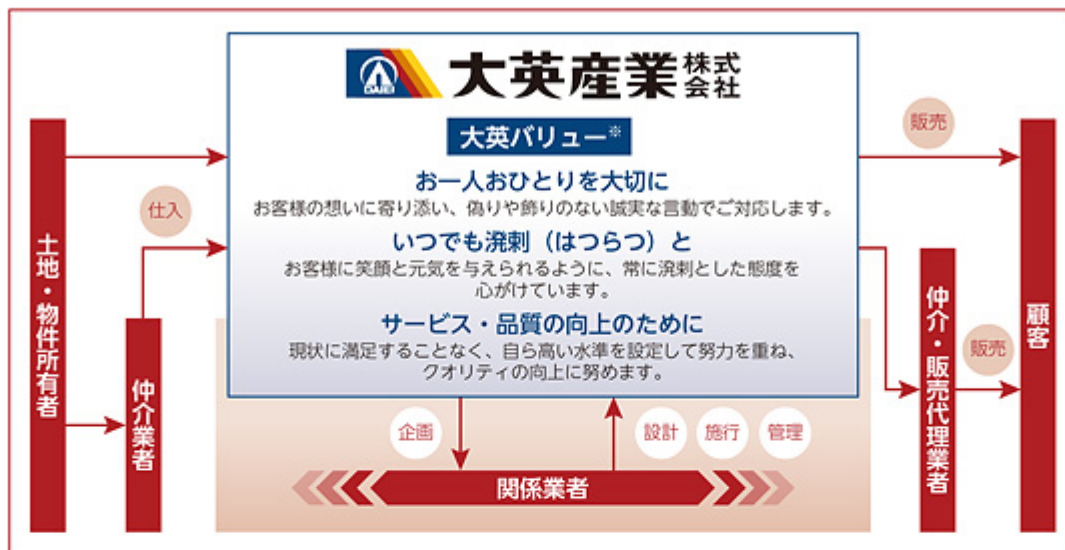 DAIEI
大英産業株式会社
大英バリュー※
お一人おひとりを大切に
お客様の想いに寄り添い、偽りや飾りのない誠実な言動でご対応します。
いつでも溌剌（はつらつ）と
お客様に笑顔と元気を与えられるように、常に溌剌とした態度を
心がけています。
サービス・品質の向上のために
現状に満足することなく、自ら高い水準を設定して努力を重ね、
クオリティの向上に努めます。
土地・物件所有者
仕入
仲介業者
企画
設計
施行
管理
関係業者
販売
仲介・販売代理業者
販売
顧客